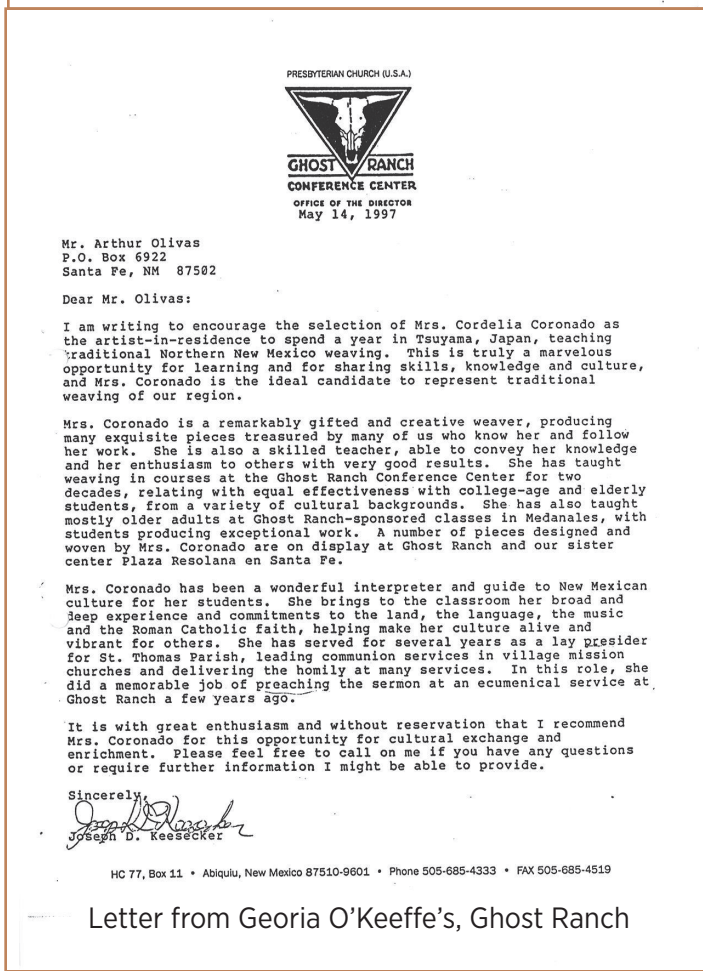 PRESBYTERIAN CHURCH (U.S.A.)
GHOST RANCH
CONFERENCE CENTER
OFFICE OF THE DIRECTOR
May 14, 1997
Mr. Arthur Olivas
P.O. Box 6922
Santa Fe, NM 87502
Dear Mr. Olivas:
I am writing to encourage the selection of Mrs. Cordelia Coronado as
the artist-in-residence to spend a year in Tsuyama, Japan, teaching
traditional Northern New Mexico weaving. This is truly a marvelous
opportunity for learning and for sharing skills, knowledge and culture,
and Mrs. Coronado is the ideal candidate to represent traditional
weaving of our region.
Mrs. Coronado is a remarkably gifted and creative weaver, producing
many exquisite pieces treasured by many of us who know her and follow
her work. She is also a skilled teacher, able to convey her knowledge
and her enthusiasm to others with very good results. She has taught
weaving in courses at the Ghost Ranch Conference Center for two
decades, relating with equal effectiveness with college-age and elderly
students, from a variety of cultural backgrounds. She has also taught
mostly older adults at Ghost Ranch-sponsored classes in Medanales, with
students producing exceptional work. A number of pieces designed and
woven by Mrs. Coronado are on display at Ghost Ranch and our sister
center Plaza Resolana en Santa Fe.
Mrs. Coronado has been a wonderful interpreter and guide to New Mexican
culture for her students. She brings to the classroom her broad and
deep experience and commitments to the land, the language, the music
and the Roman Catholic faith, helping make her culture alive and
vibrant for others. She has served for several years as a lay presider
for St. Thomas Parish, leading communion services in village mission
churches and delivering the homily at many services. In this role, she
did a memorable job of preaching the sermon at an ecumenical service at
Ghost Ranch a few years ago.
It is with great enthusiasm and without reservation that I recommend
Mrs. Coronado for this opportunity for cultural exchange and
enrichment. Please feel free to call on me if you have any questions
or require further information I might be able to provide.
Sincerely,
Joseph D. Keesecker
HC 77, Box 11 • Abiquiu, New Mexico 87510-9601 • Phone 505-685-4333 • FAX 505-685-4519
Letter from Georia O'Keeffe's, Ghost Ranch